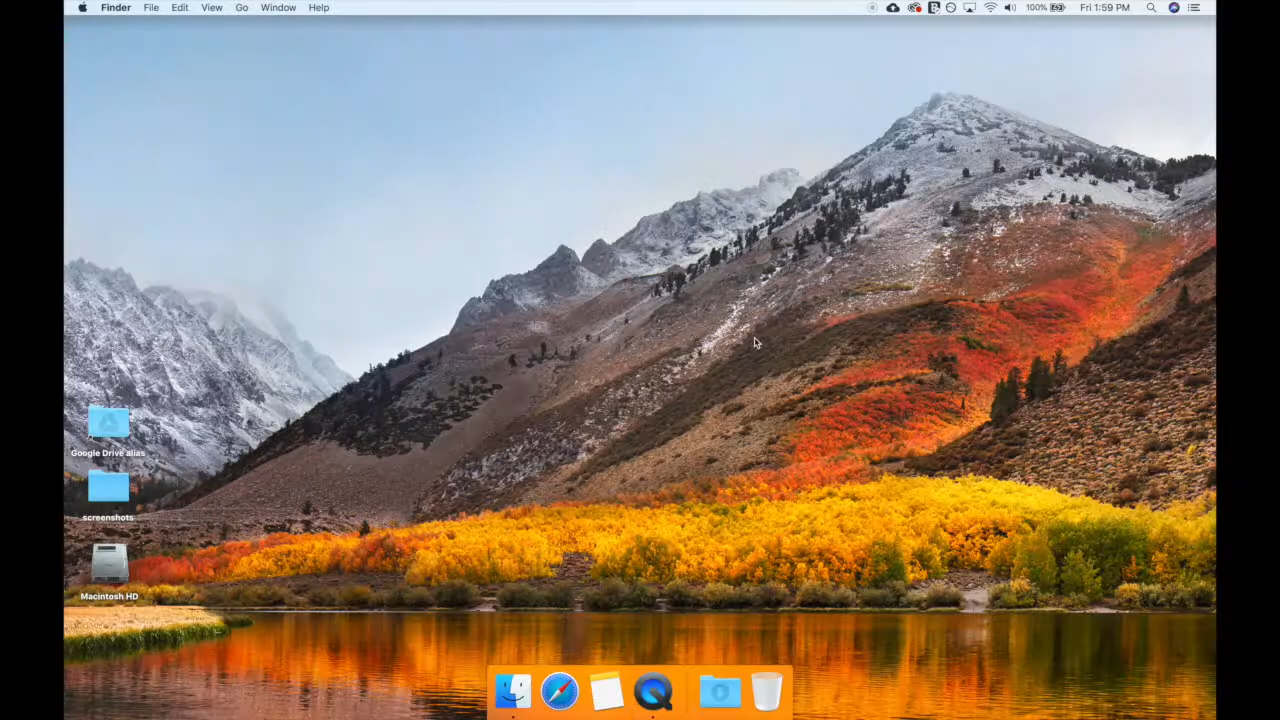 Finder File Edit View Go Window Help 100% Fri 1:59 PM
Google Drive alias
screenshots
Macintosh HD